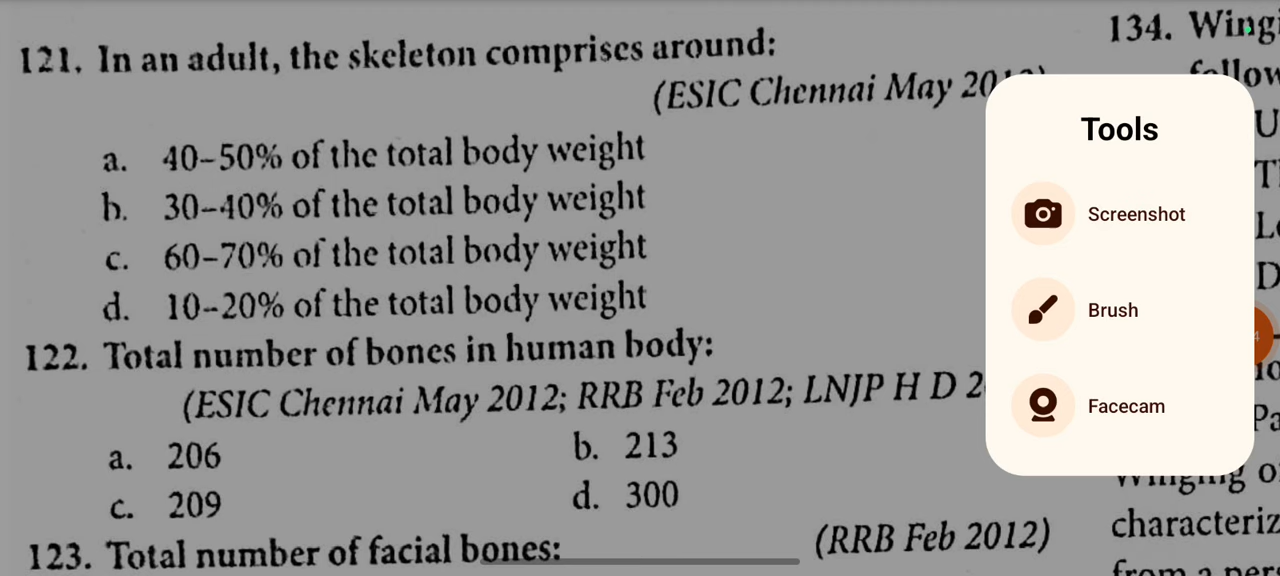 121. In an adult, the skeleton comprises around:
(ESIC Chennai May
a. 40–50% of the total body weight
b. 30–40% of the total body weight
c. 60–70% of the total body weight
d. 10–20% of the total body weight
122. Total number of bones in human body:
(ESIC Chennai May 2012; RRB Feb 2012; LNJP H D
a. 206 b. 213
c. 209 d. 300
123. Total number of facial bones: (RRB Feb 2012)
134.
Winging
Tools
Screenshot
Brush
Facecam